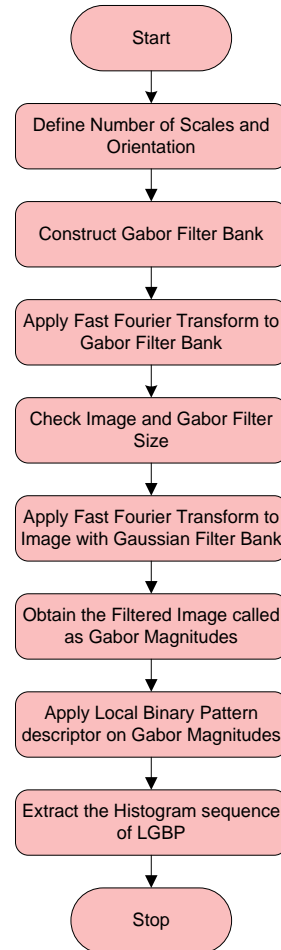 Start
Define Number of Scales and
Orientation
Construct Gabor Filter Bank
Apply Fast Fourier Transform to
Gabor Filter Bank
Check Image and Gabor Filter
Size
Apply Fast Fourier Transform to
Image with Gaussian Filter Bank
Obtain the Filtered Image called
as Gabor Magnitudes
Apply Local Binary Pattern
descriptor on Gabor Magnitudes
Extract the Histogram sequence
of LGBP
Stop